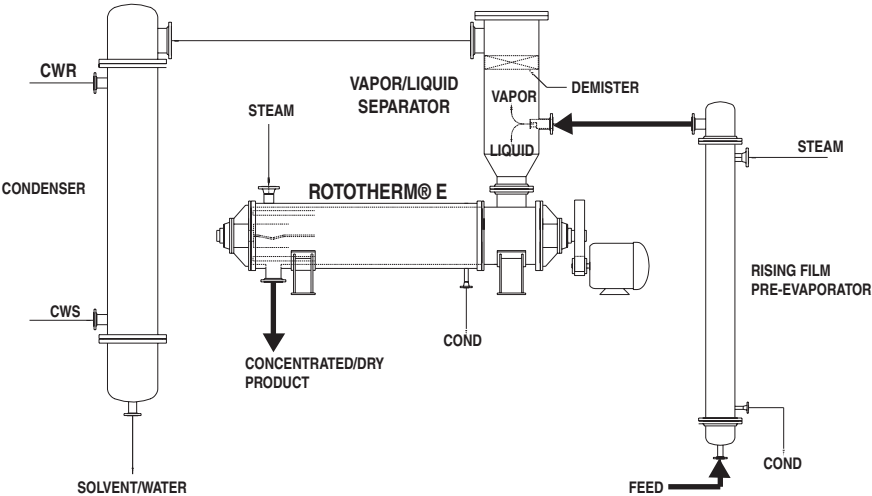 CWR
VAPOR/LIQUID
SEPARATOR
DEMISTER
VAPOR
STEAM
LIQUID
STEAM
CONDENSER
ROTOTHERM® E
RISING FILM
PRE-EVAPORATOR
CWS
COND
CONCENTRATED/DRY
PRODUCT
COND
SOLVENT/WATER
FEED